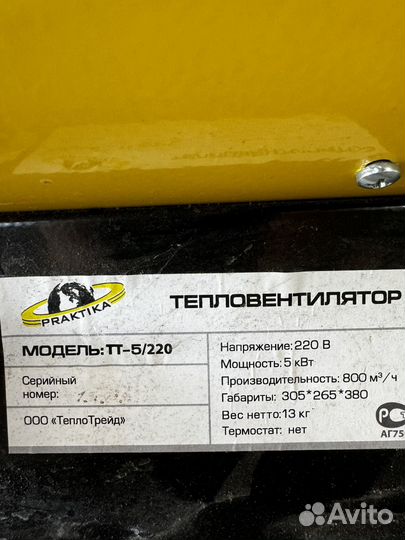 PRAKTIKA
ТЕПЛОВЕНТИЛЯТОР
МОДЕЛЬ: ТТ-5/220
Серийный
номер:
ООО «ТеплоТрейд»
Напряжение: 220 В
Мощность: 5 кВт
Производительность: 800 м³/ч
Габариты: 305*265*380
Вес нетто: 13 кг
Термостат: нет
РС
АГ75
Avito